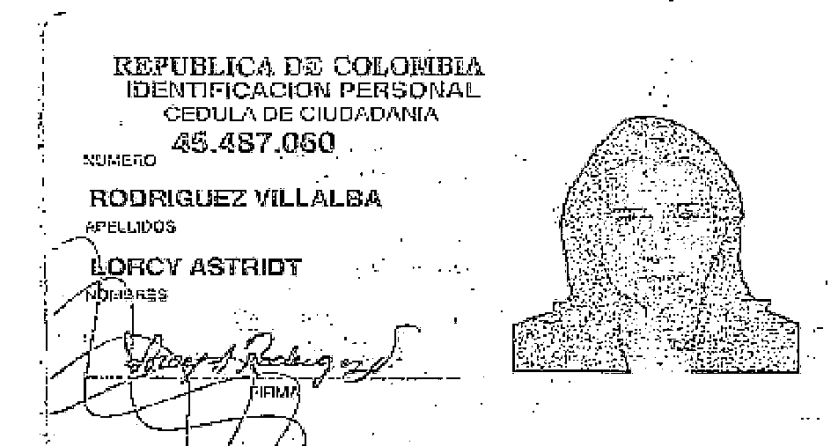 REPUBLICA DE COLOMBIA
IDENTIFICACION PERSONAL
CEDULA DE CIUDADANIA
NUMERO 45.487.060
RODRIGUEZ VILLALBA
APELLIDOS
LORCY ASTRIDT
NOMBRES
FIRMA